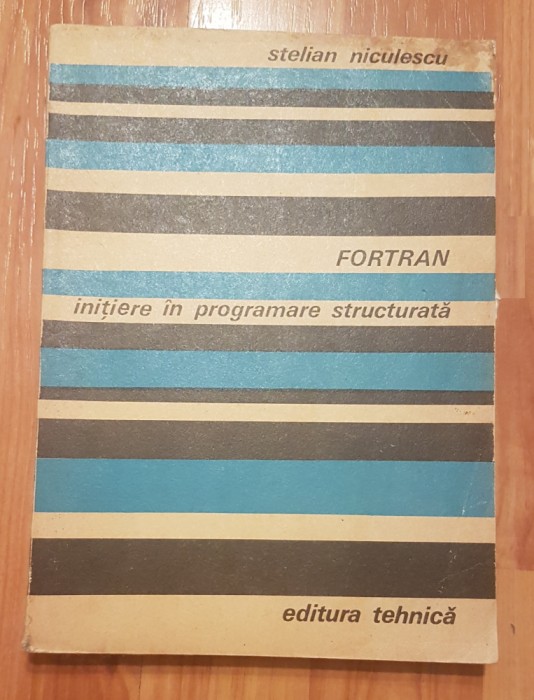 stelian niculescu
FORTRAN
inițiere în programare structurată
editura tehnică